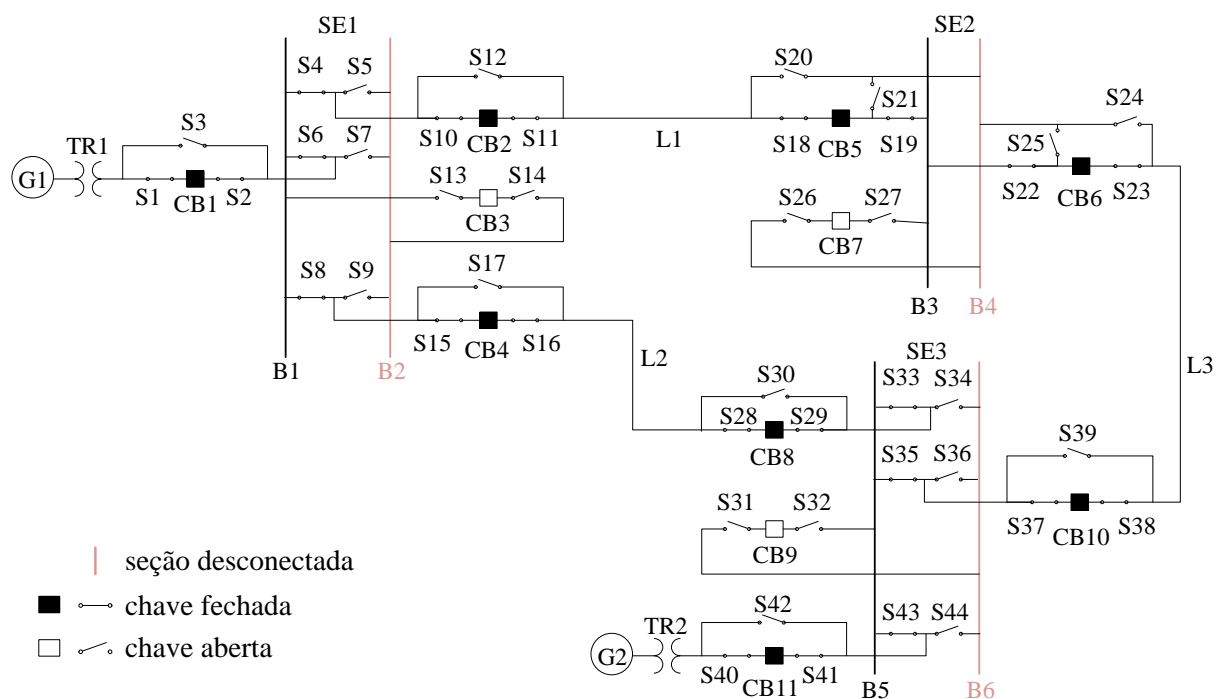 SE1
SE2
S12
S20
S4 S5
S21
S24
S3
S10 CB2 S11
L1
S18 CB5 S19
S6 S7
S25
TR1
G1
S13 S14
S22 CB6 S23
S1 CB1 S2
CB3
S26 S27
CB7
S8 S9
S17
B3 B4
S15 CB4 S16
SE3
B1 B2
L2
L3
S30
S33 S34
S28 S29
CB8
S39
S35 S36
S31 S32
S37 CB10 S38
CB9
seção desconectada
chave fechada
S42
S43 S44
TR2
chave aberta
G2
S40 CB11 S41
B5 B6